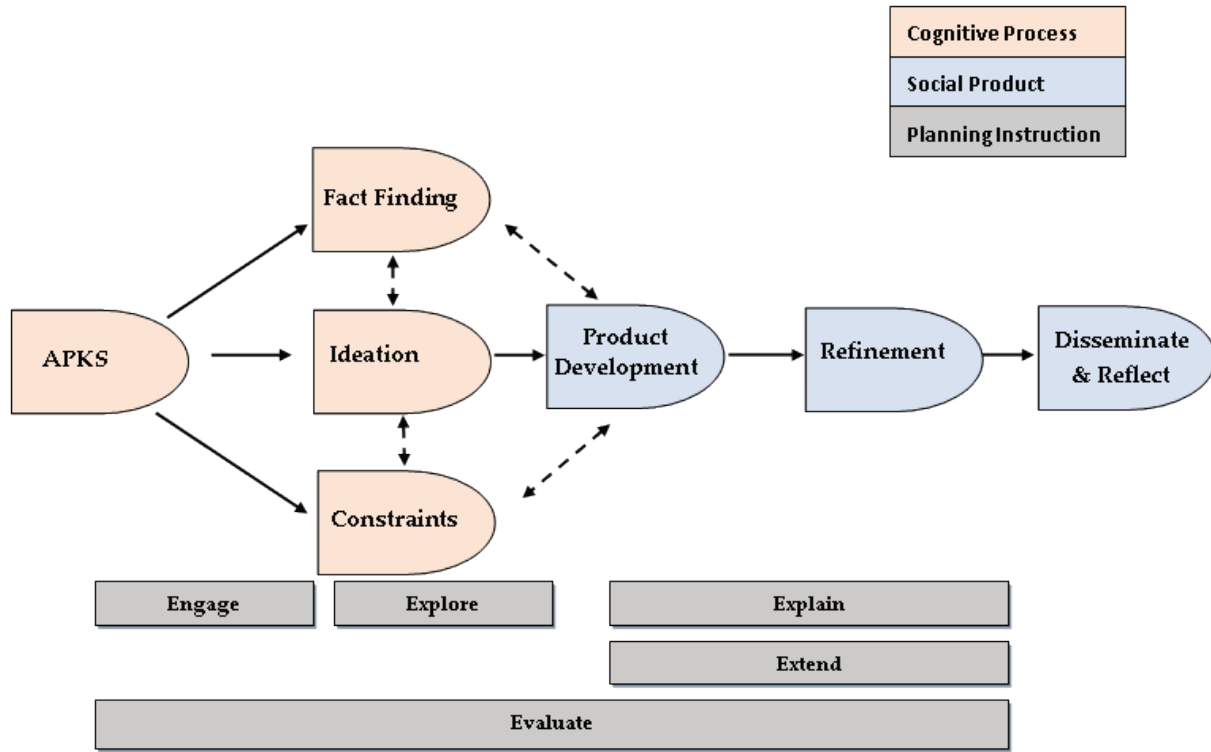 Cognitive Process
Social Product
Planning Instruction
Fact Finding
APKS
Ideation
Product
Development
Refinement
Disseminate
& Reflect
Constraints
Engage
Explore
Explain
Extend
Evaluate